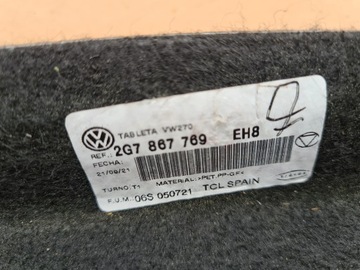 TABLETA VW270
REF.: 2G7 867 769 EH8
FECHA:
21/09/21
TURNO: T1 MATERIAL: >PET.PP-GF<
F.U.M. 06S 050721 TCL SPAIN